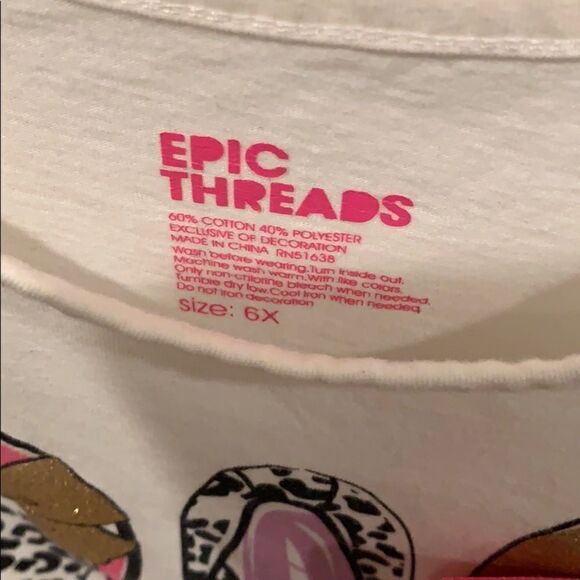 EPIC
THREADS
60% COTTON 40% POLYESTER
EXCLUSIVE OF DECORATION
MADE IN CHINA RN51638
Wash before wearing.Turn inside out.
Machine wash warm.With like colors.
Only non-chlorine bleach when needed.
Tumble dry low.Cool iron when needed
Do not iron decoration
size: 6X